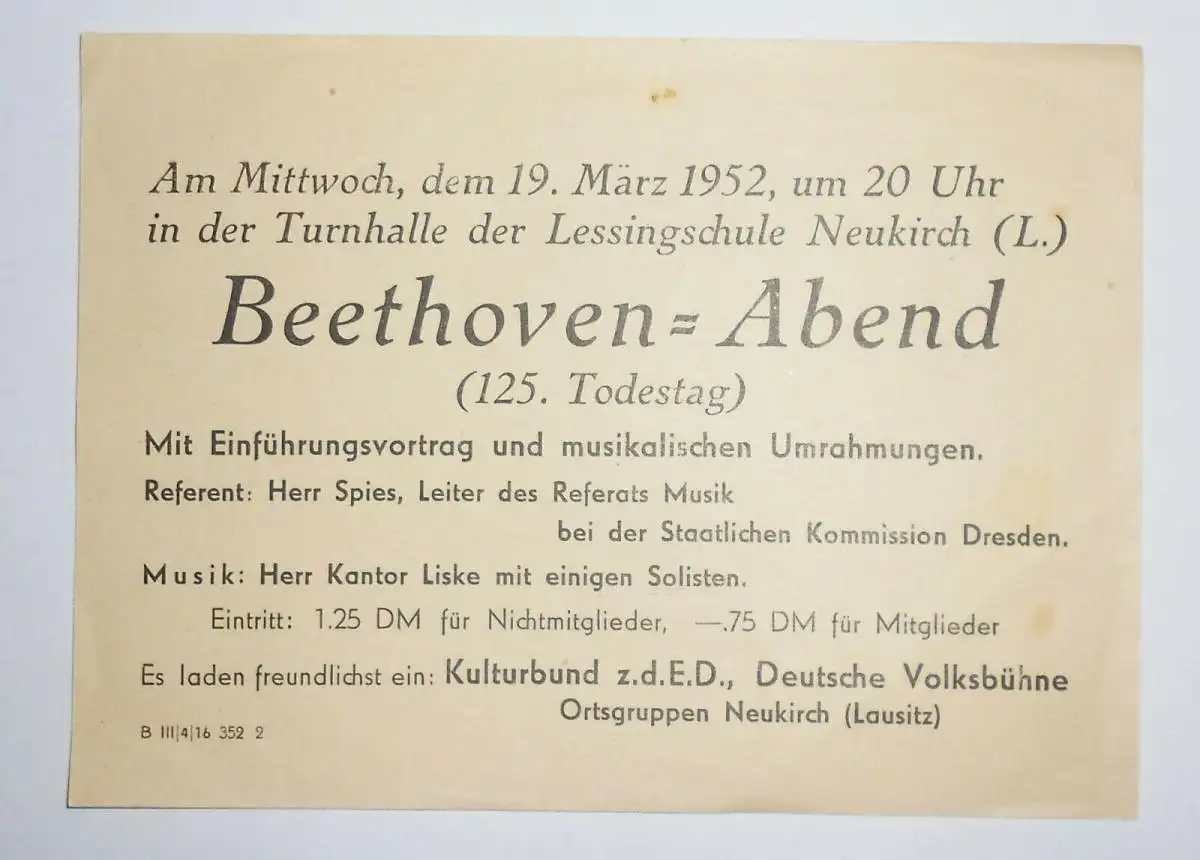 Am Mittwoch, dem 19. März 1952, um 20 Uhr
in der Turnhalle der Lessingschule Neukirch (L.)
Beethoven=Abend
(125. Todestag)
Mit Einführungsvortrag und musikalischen Umrahmungen.
Referent: Herr Spies, Leiter des Referats Musik
bei der Staatlichen Kommission Dresden.
Musik: Herr Kantor Liske mit einigen Solisten.
Eintritt: 1.25 DM für Nichtmitglieder, —.75 DM für Mitglieder
Es laden freundlichst ein: Kulturbund z.d.E.D., Deutsche Volksbühne
Ortsgruppen Neukirch (Lausitz)
B III|4|16 352 2